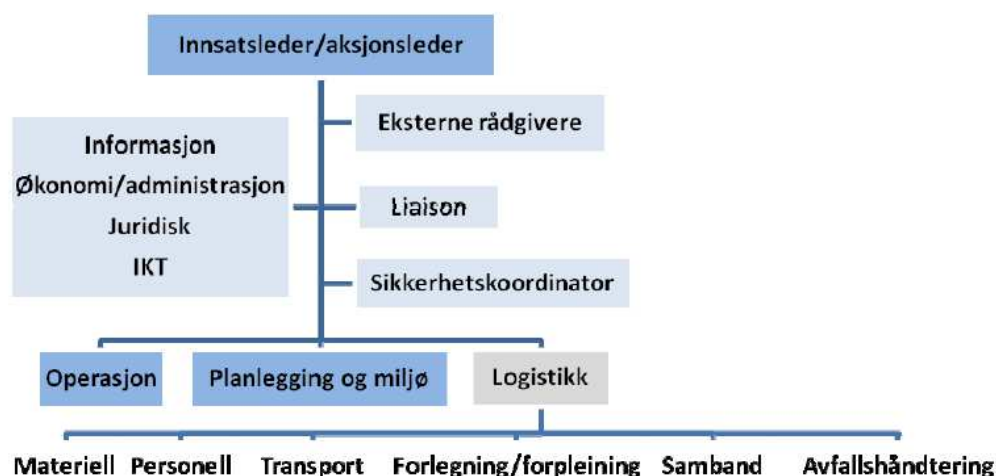 Innsatsleder/aksjonsleder
Eksterne rådgivere
Informasjon
Økonomi/administrasjon
Juridisk
IKT
Liaison
Sikkerhetskoordinator
Operasjon
Planlegging og miljø
Logistikk
Materiell Personell Transport Forlegning/forpleining Samband Avfallshåndtering